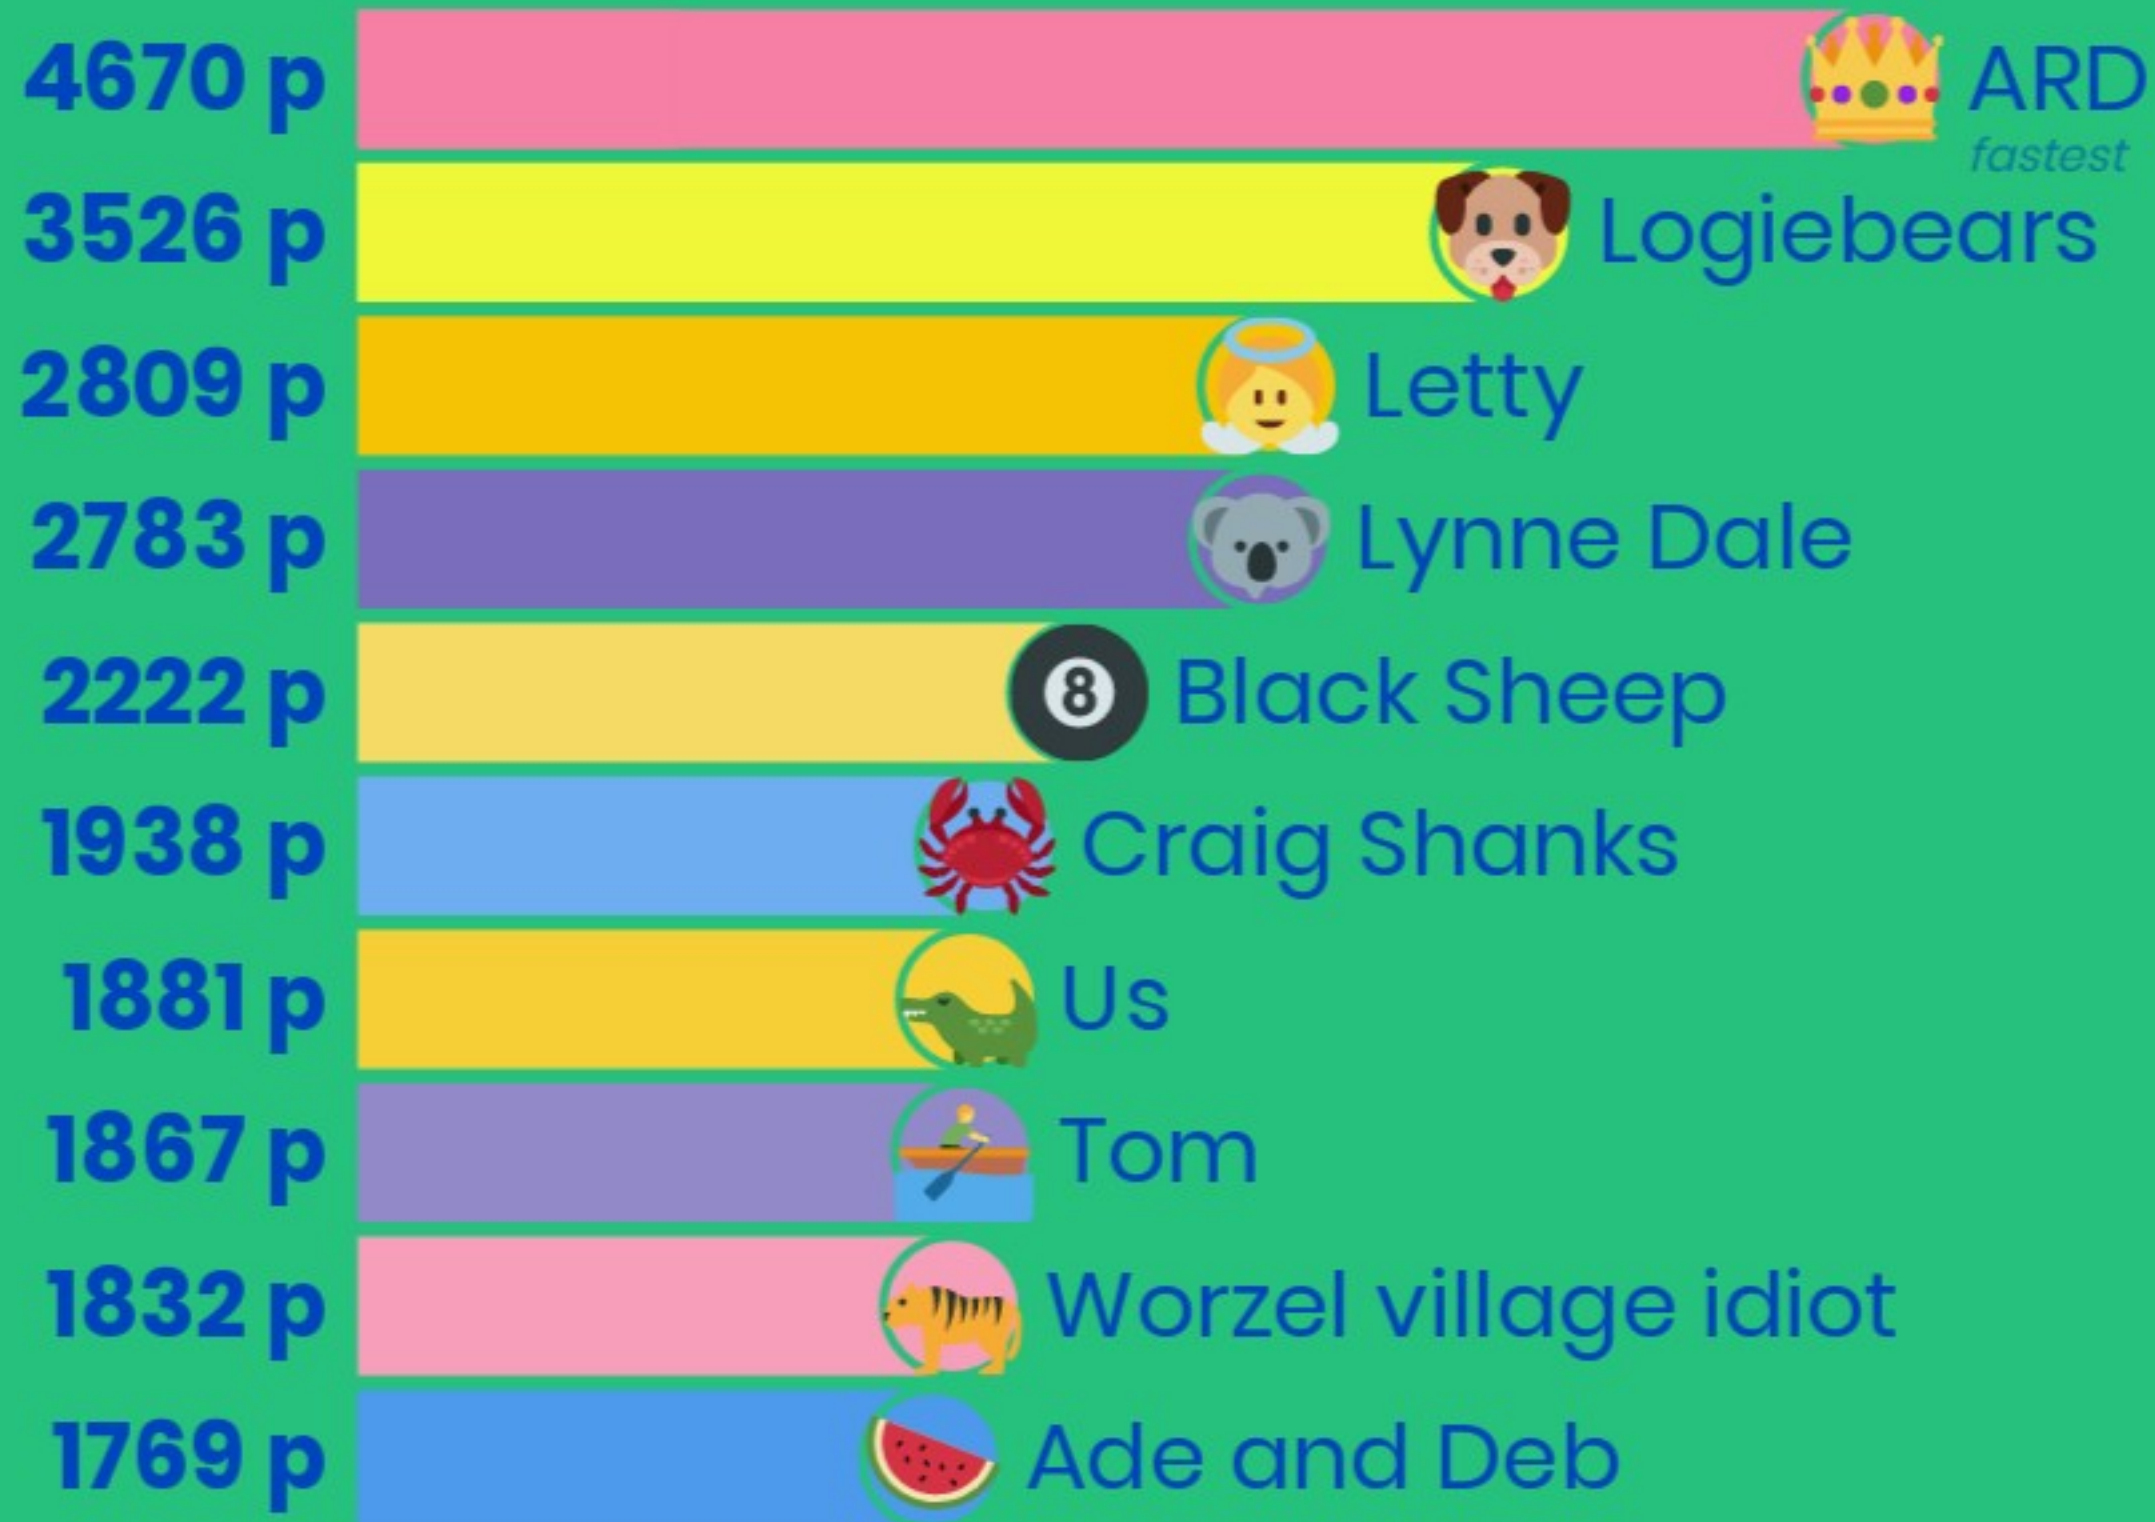 4670 p ARD
fastest
3526 p Logiebears
2809 p Letty
2783 p Lynne Dale
2222 p 8 Black Sheep
1938 p Craig Shanks
1881 p Us
1867 p Tom
1832 p Worzel village idiot
1769 p Ade and Deb